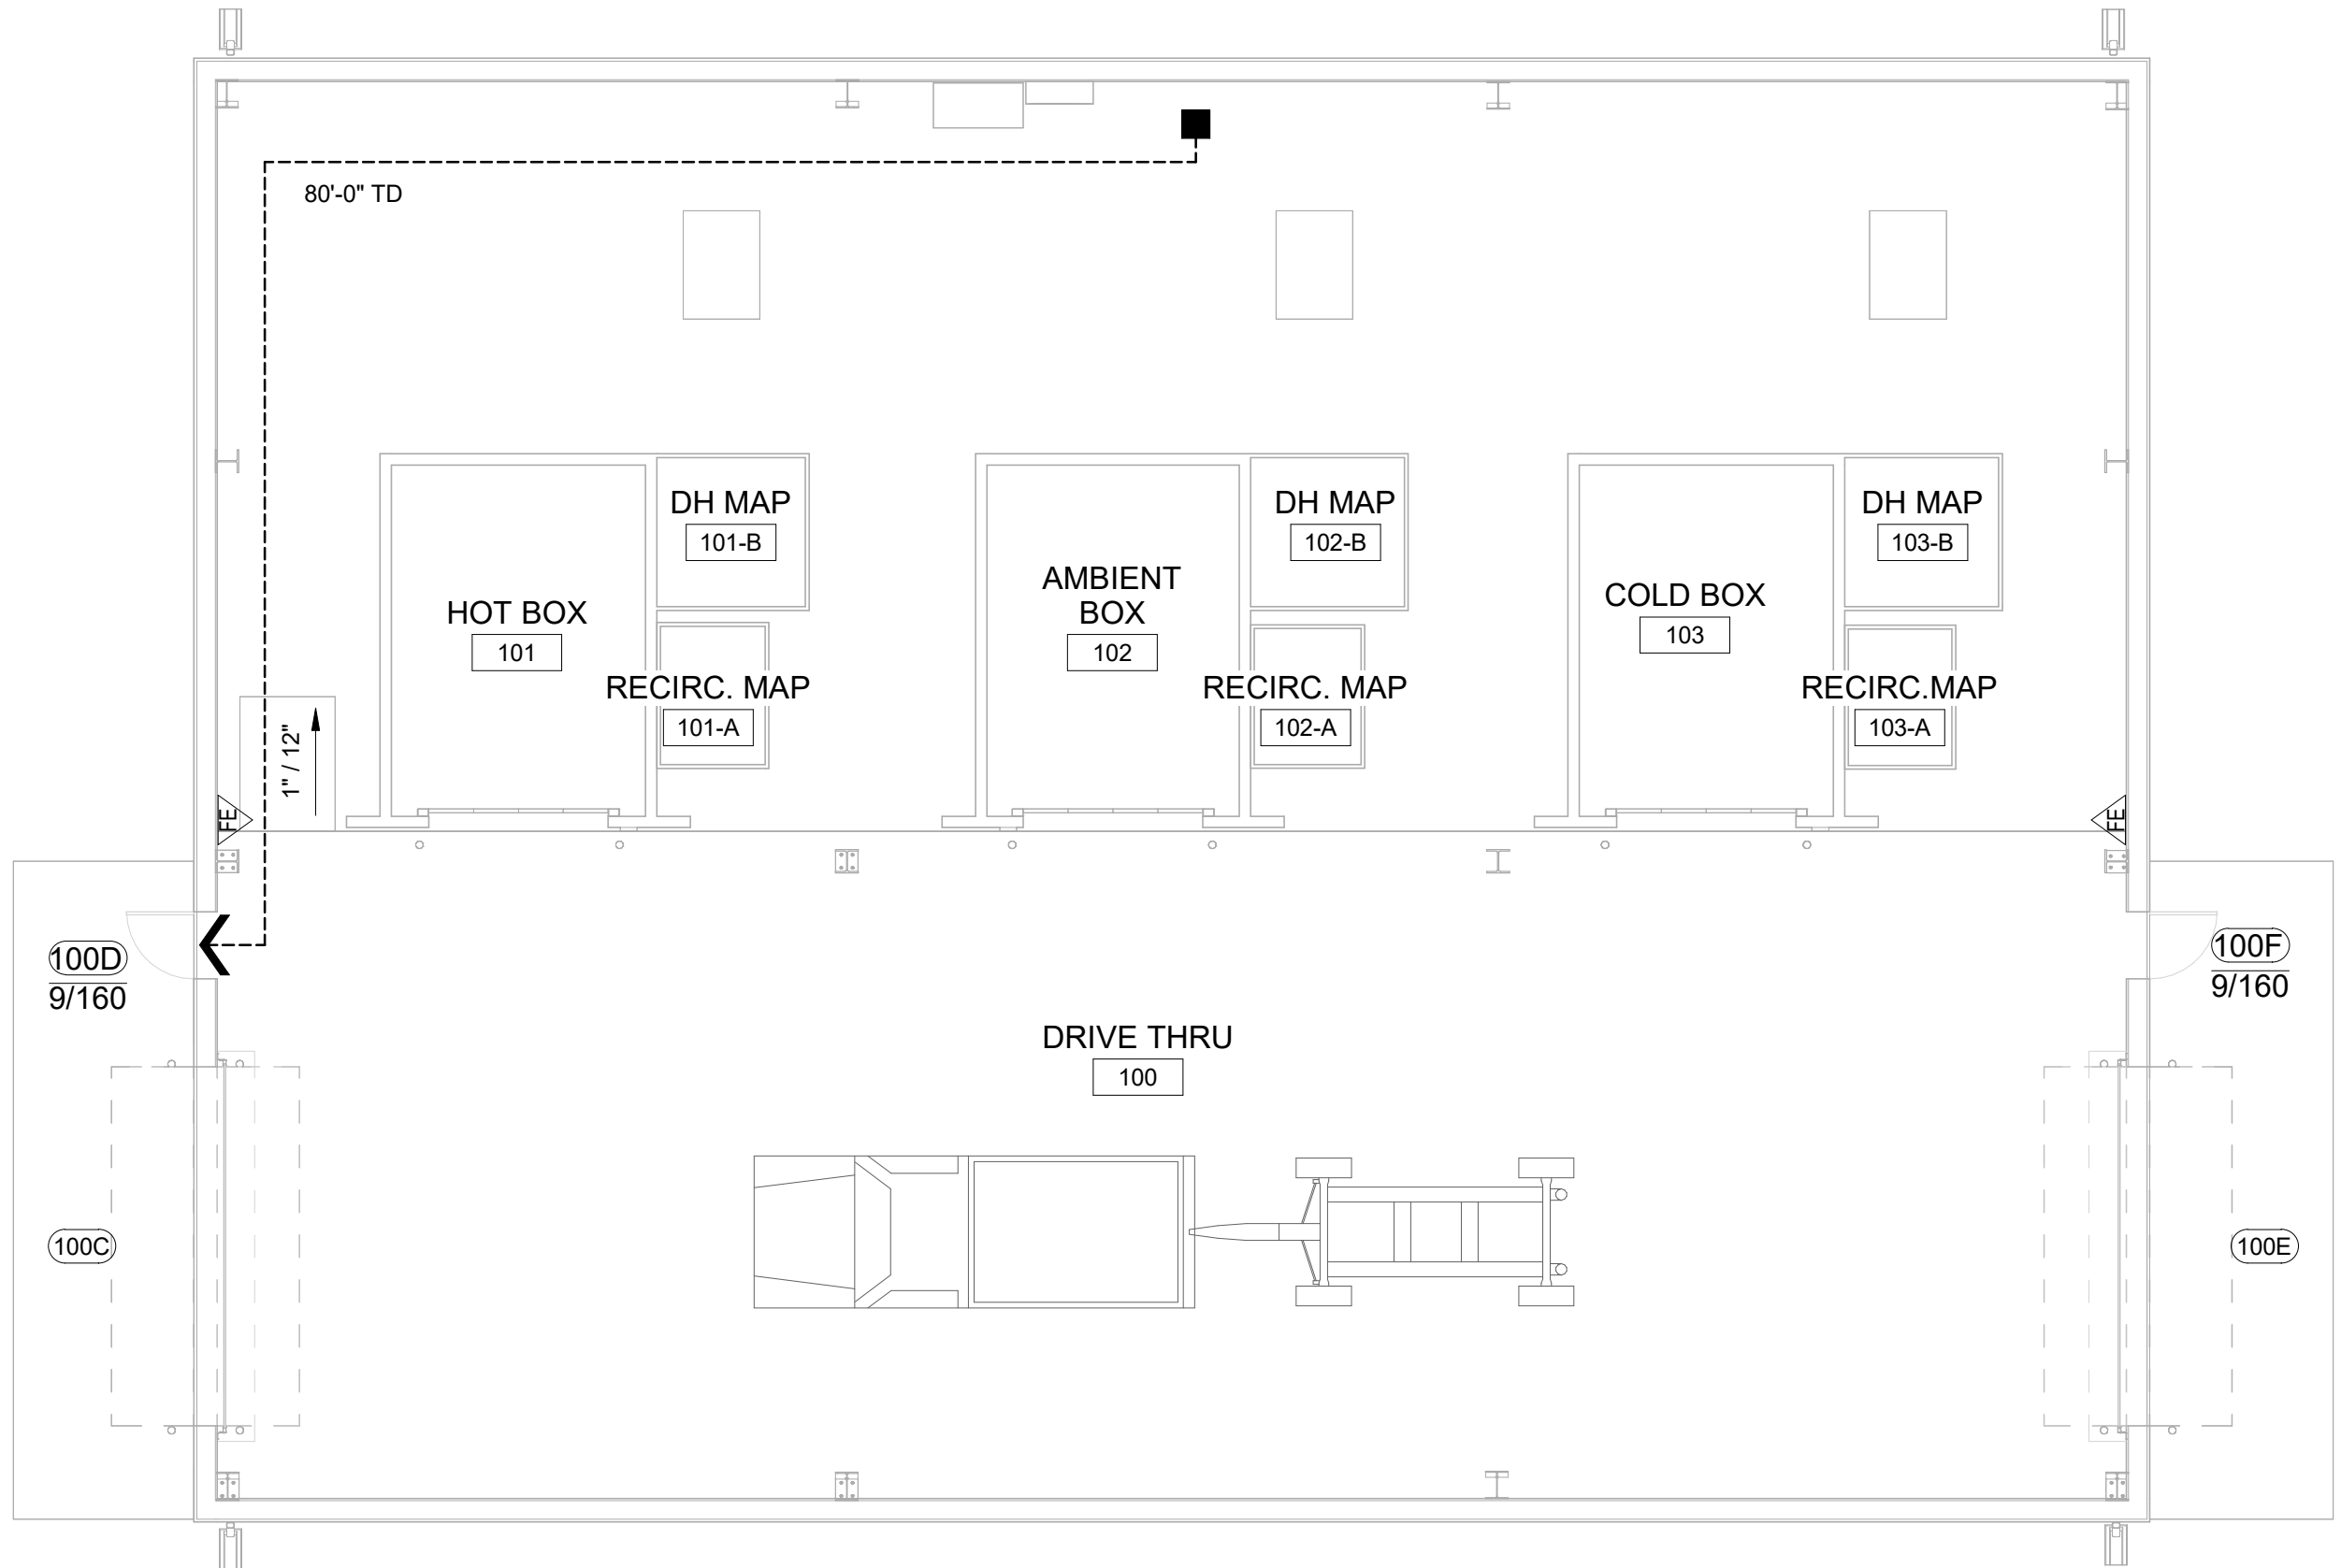 80'-0" TD
DH MAP
101-B
DH MAP
102-B
DH MAP
103-B
HOT BOX
101
AMBIENT
BOX
102
COLD BOX
103
RECIRC. MAP
101-A
RECIRC. MAP
102-A
RECIRC.MAP
103-A
1" / 12"
FE
FE
100D
9/160
100F
9/160
DRIVE THRU
100
100C
100E